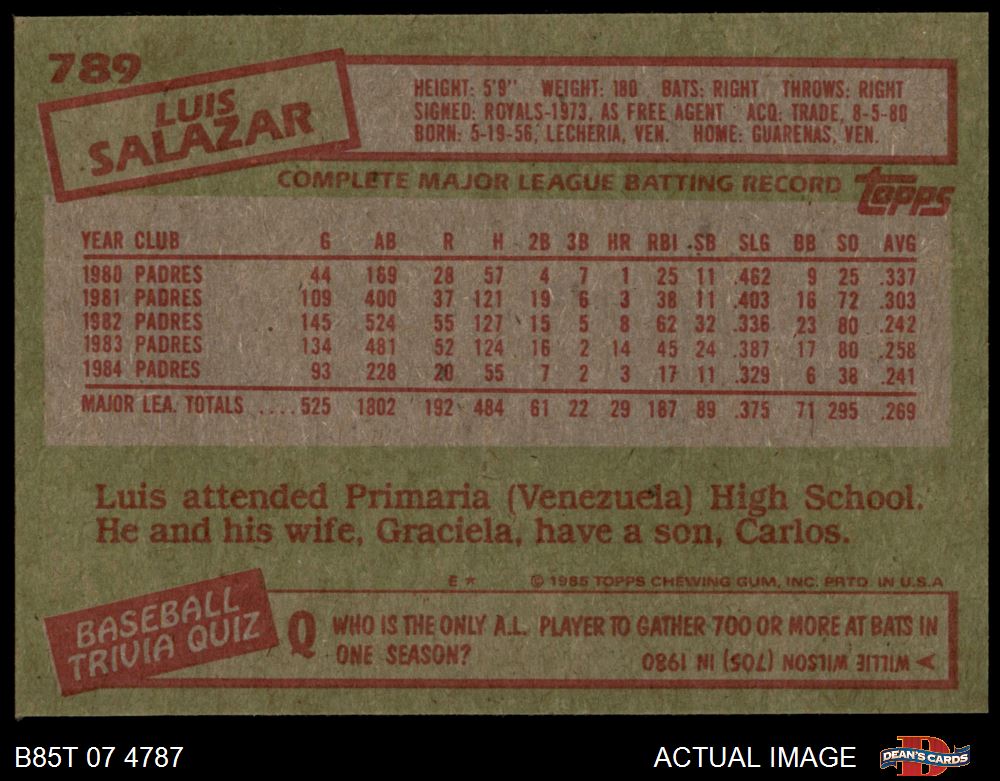 789
LUIS
SALAZAR
HEIGHT: 5'9" WEIGHT: 180 BATS: RIGHT THROWS: RIGHT
SIGNED: ROYALS-1973, AS FREE AGENT ACQ: TRADE, 8-5-80
BORN: 5-19-56, LECHERIA, VEN. HOME: GUARENAS, VEN.
COMPLETE MAJOR LEAGUE BATTING RECORD topps
YEAR CLUB G AB R H 2B 3B HR RBI SB SLG BB SO AVG
1980 PADRES 44 169 28 57 4 7 1 25 11 .462 9 25 .337
1981 PADRES 109 400 37 121 19 6 3 38 11 .403 16 72 .303
1982 PADRES 145 524 55 127 15 5 8 62 32 .336 23 80 .242
1983 PADRES 134 481 52 124 16 2 14 45 24 .387 17 80 .258
1984 PADRES 93 228 20 55 7 2 3 17 11 .329 6 38 .241
MAJOR LEA. TOTALS ....525 1802 192 484 61 22 29 187 89 .375 71 295 .269
Luis attended Primaria (Venezuela) High School.
He and his wife, Graciela, have a son, Carlos.
E * © 1985 TOPPS CHEWING GUM, INC. PRTD. IN U.S.A
BASEBALL
TRIVIA QUIZ
Q WHO IS THE ONLY A.L. PLAYER TO GATHER 700 OR MORE AT BATS IN
ONE SEASON?
A WILLIE WILSON (705) IN 1980
B85T 07 4787 ACTUAL IMAGE DEAN'S CARDS